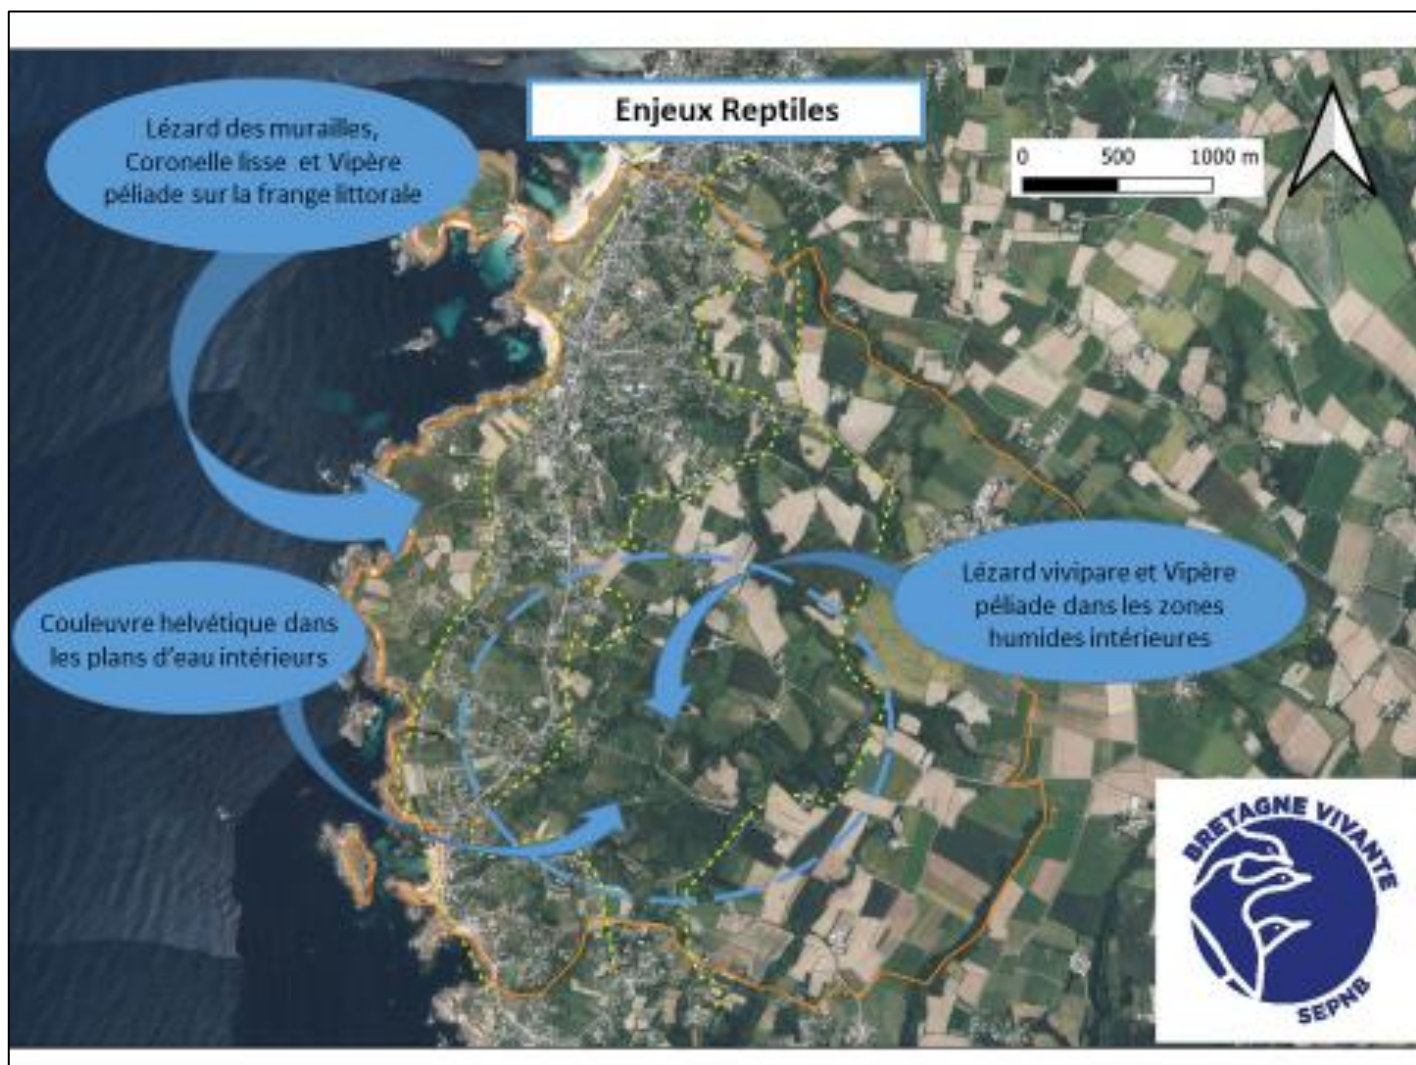 Enjeux Reptiles
0 500 1000 m
Lézard des murailles,
Coronelle lisse et Vipère
péliade sur la frange littorale
Couleuvre helvétique dans
les plans d'eau intérieurs
Lézard vivipare et Vipère
péliade dans les zones
humides intérieures
BRETAGNE VIVANTE
SEPNB